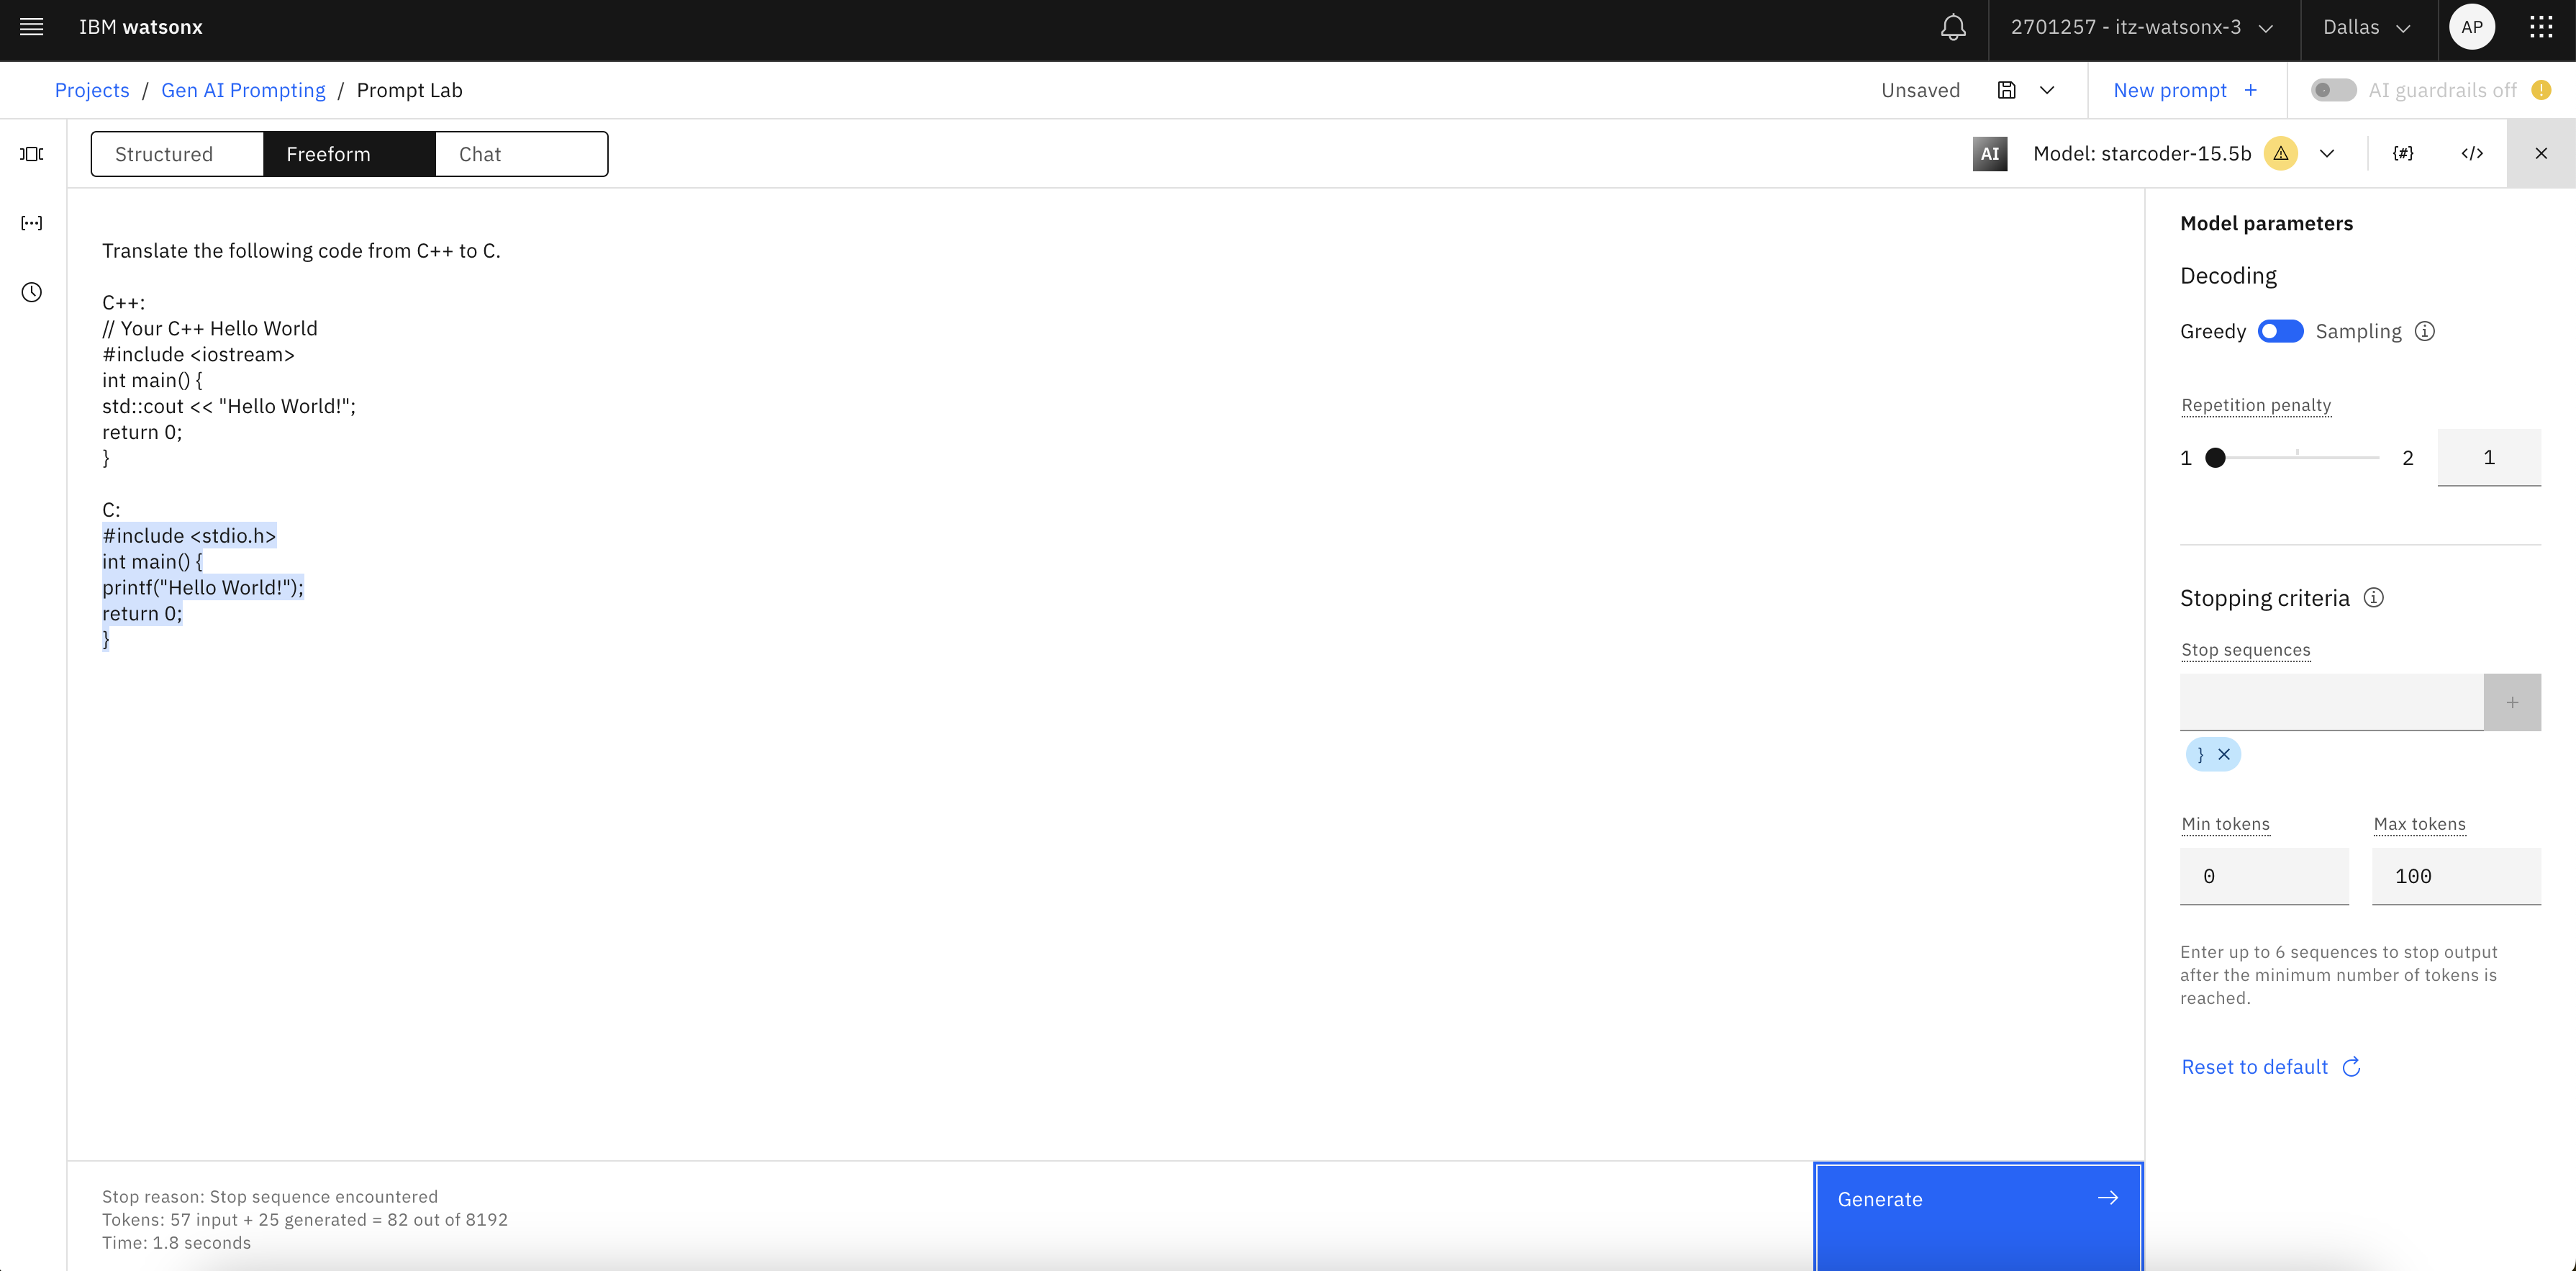 IBM watsonx
2701257 - itz-watsonx-3
Dallas
AP
Projects / Gen AI Prompting / Prompt Lab
Unsaved
New prompt +
AI guardrails off
Structured
Freeform
Chat
AI
Model: starcoder-15.5b
{#}
</>
Translate the following code from C++ to C.
C++:
// Your C++ Hello World
#include <iostream>
int main() {
std::cout << "Hello World!";
return 0;
}
C:
#include <stdio.h>
int main() {
printf("Hello World!");
return 0;
}
Stop reason: Stop sequence encountered
Tokens: 57 input + 25 generated = 82 out of 8192
Time: 1.8 seconds
Generate
Model parameters
Decoding
Greedy
Sampling
Repetition penalty
1
2
1
Stopping criteria
Stop sequences
+
}
Min tokens
Max tokens
0
100
Enter up to 6 sequences to stop output
after the minimum number of tokens is
reached.
Reset to default